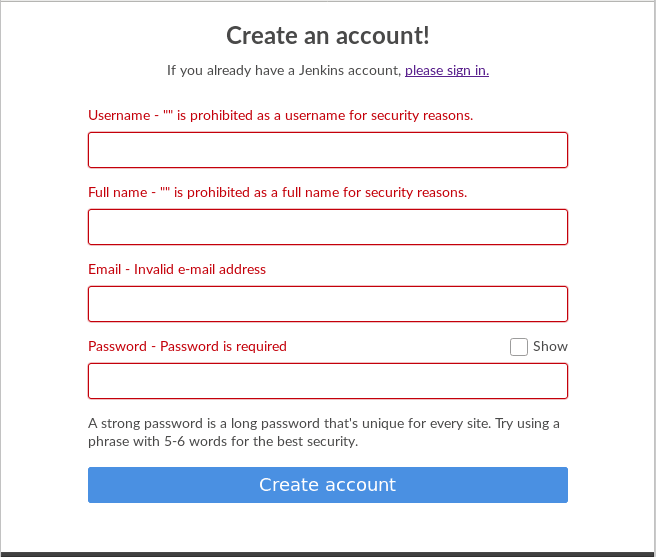 Create an account!
If you already have a Jenkins account, please sign in.
Username - "" is prohibited as a username for security reasons.
Full name - "" is prohibited as a full name for security reasons.
Email - Invalid e-mail address
Password - Password is required
Show
A strong password is a long password that's unique for every site. Try using a
phrase with 5-6 words for the best security.
Create account